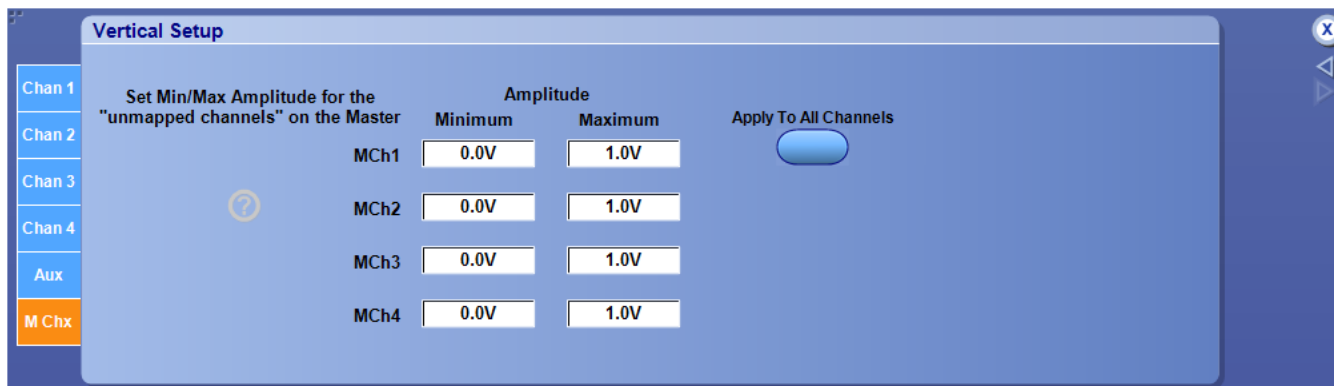 Vertical Setup
X
Chan 1
Chan 2
Chan 3
Chan 4
Aux
M Chx
Set Min/Max Amplitude for the
"unmapped channels" on the Master
Amplitude
Minimum Maximum
Apply To All Channels
MCh1 0.0V 1.0V
?
MCh2 0.0V 1.0V
MCh3 0.0V 1.0V
MCh4 0.0V 1.0V